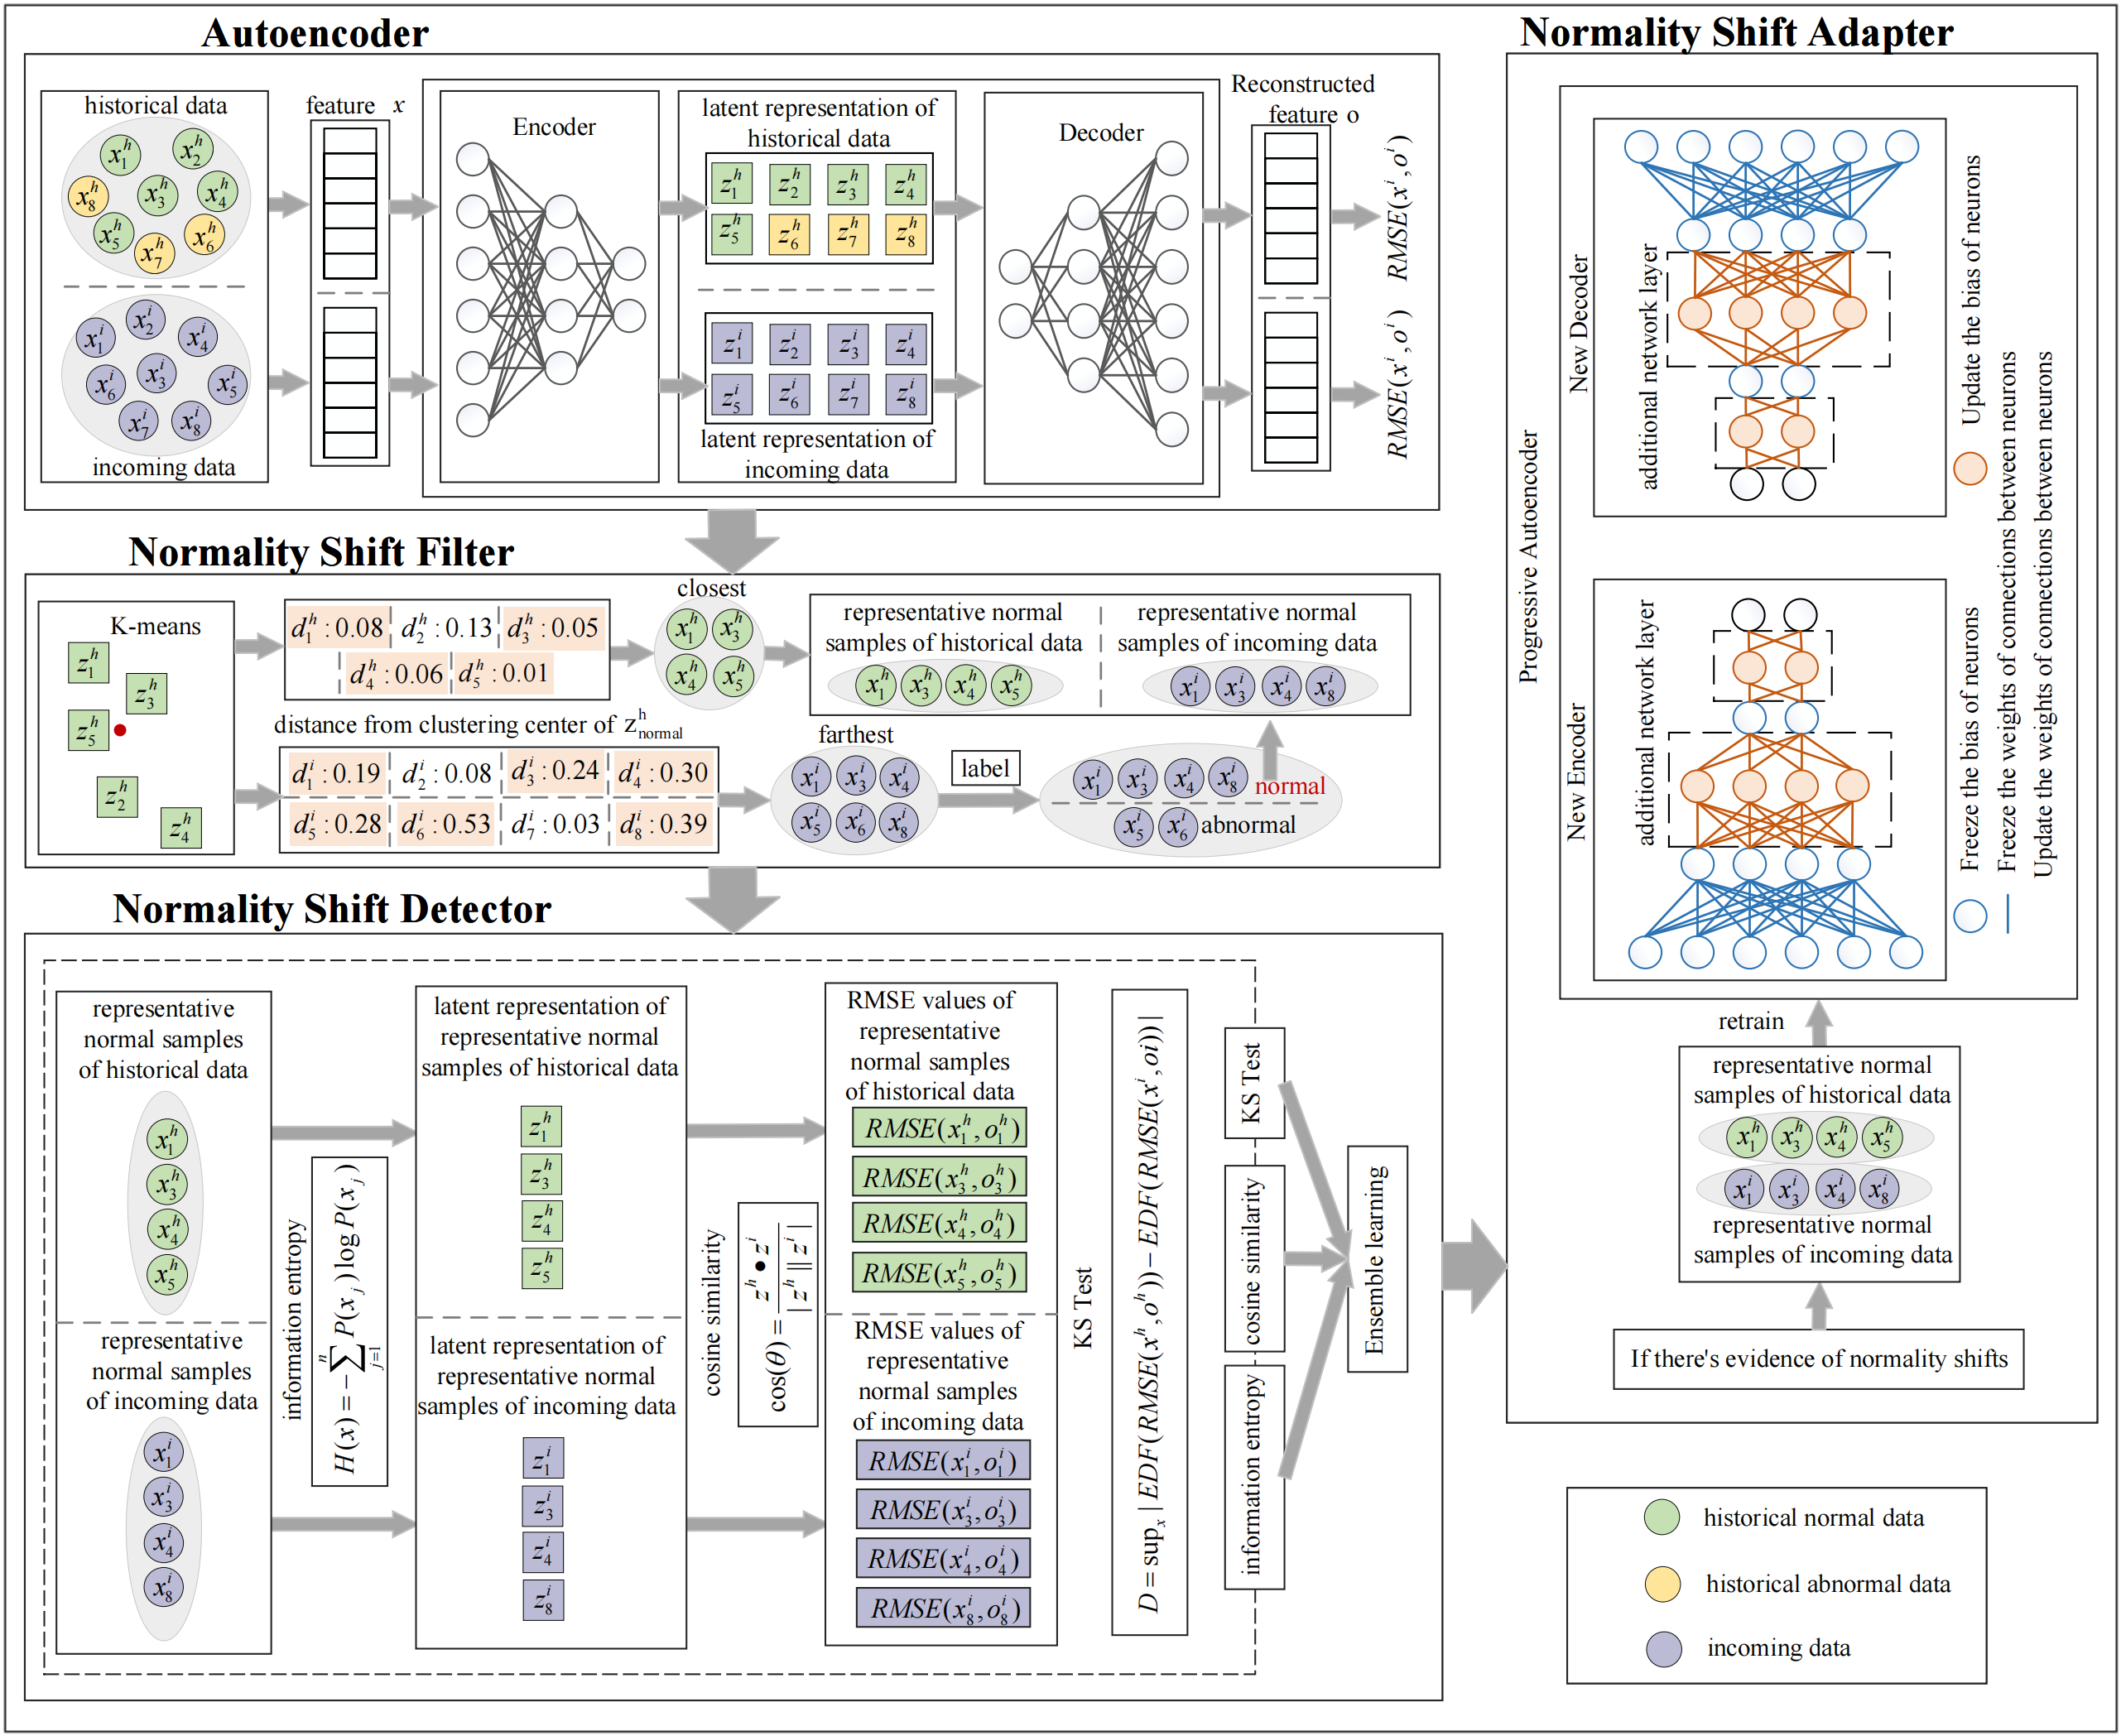 Autoencoder
historical data
x_1^h
x_2^h
x_8^h
x_3^h
x_4^h
x_5^h
x_7^h
x_6^h
x_1^i
x_2^i
x_4^i
x_6^i
x_3^i
x_5^i
x_7^i
x_8^i
incoming data
feature x
Encoder
latent representation of
historical data
z_1^h z_2^h z_3^h z_4^h
z_5^h z_6^h z_7^h z_8^h
z_1^i z_2^i z_3^i z_4^i
z_5^i z_6^i z_7^i z_8^i
latent representation of
incoming data
Decoder
Reconstructed
feature o
RMSE(x^i,o^i)
RMSE(x^i,o^i)
Normality Shift Filter
K-means
z_1^h
z_3^h
z_5^h
z_2^h
z_4^h
d_1^h : 0.08 d_2^h : 0.13 d_3^h : 0.05
d_4^h : 0.06 d_5^h : 0.01
distance from clustering center of z_normal^h
d_1^i : 0.19 d_2^i : 0.08 d_3^i : 0.24 d_4^i : 0.30
d_5^i : 0.28 d_6^i : 0.53 d_7^i : 0.03 d_8^i : 0.39
closest
x_1^h x_3^h
x_4^h x_5^h
farthest
x_1^i x_3^i x_4^i
x_5^i x_6^i x_8^i
label
x_1^i x_3^i x_4^i x_8^i normal
x_5^i x_6^i abnormal
representative normal
samples of historical data
x_1^h x_3^h x_4^h x_5^h
representative normal
samples of incoming data
x_1^i x_3^i x_4^i x_8^i
Normality Shift Detector
representative
normal samples
of historical data
x_1^h
x_3^h
x_4^h
x_5^h
representative
normal samples
of incoming data
x_1^i
x_3^i
x_4^i
x_8^i
information entropy
H(x) = -∑_{j=1}^{n} P(x_j) log P(x_j)
latent representation of
representative normal
samples of historical data
z_1^h
z_3^h
z_4^h
z_5^h
latent representation of
representative normal
samples of incoming data
z_1^i
z_3^i
z_4^i
z_8^i
cosine similarity
cos(θ) = z^h • z^i / |z^h || z^i|
RMSE values of
representative
normal samples
of historical data
RMSE(x_1^h,o_1^h)
RMSE(x_3^h,o_3^h)
RMSE(x_4^h,o_4^h)
RMSE(x_5^h,o_5^h)
RMSE values of
representative
normal samples
of incoming data
RMSE(x_1^i,o_1^i)
RMSE(x_3^i,o_3^i)
RMSE(x_4^i,o_4^i)
RMSE(x_8^i,o_8^i)
KS Test
D = sup_x | EDF(RMSE(x^h,o^h)) - EDF(RMSE(x^i,oi)) |
KS Test
cosine similarity
information entropy
Ensemble learning
Normality Shift Adapter
Progressive Autoencoder
New Decoder
additional network layer
New Encoder
additional network layer
Update the bias of neurons
Freeze the bias of neurons
Freeze the weights of connections between neurons
Update the weights of connections between neurons
retrain
representative normal
samples of historical data
x_1^h x_3^h x_4^h x_5^h
x_1^i x_3^i x_4^i x_8^i
representative normal
samples of incoming data
If there's evidence of normality shifts
historical normal data
historical abnormal data
incoming data